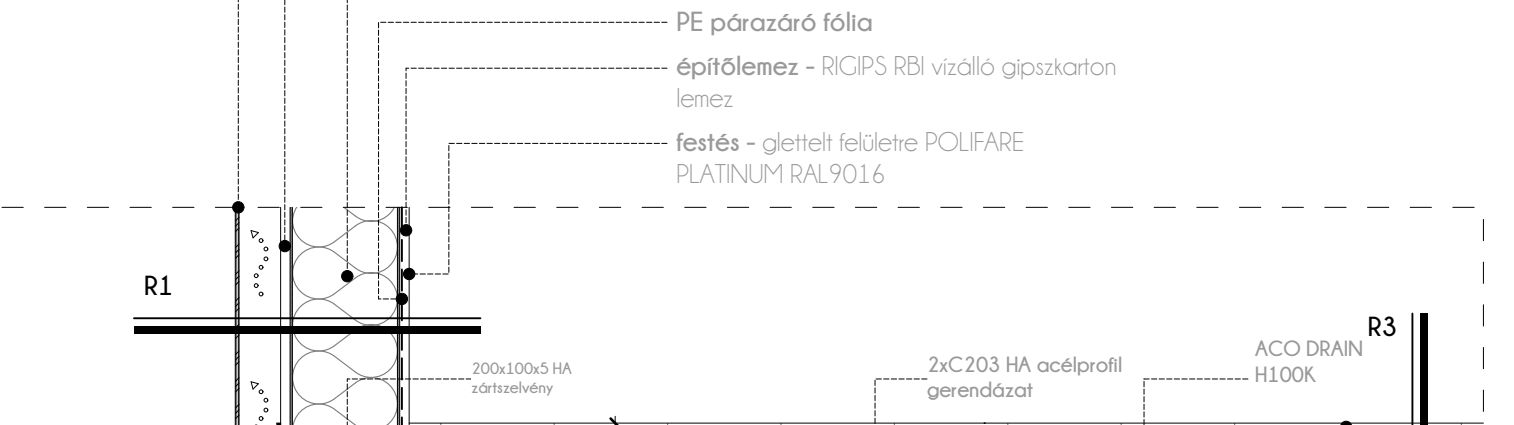 PE párazáró fólia
építőlemez - RIGIPS RBI vízálló gipszkarton
lemez
festés - glettelt felületre POLIFARE
PLATINUM RAL9016
R1
200x100x5 HA
zártszelvény
2xC203 HA acélprofil
gerendázat
ACO DRAIN
H100K
R3